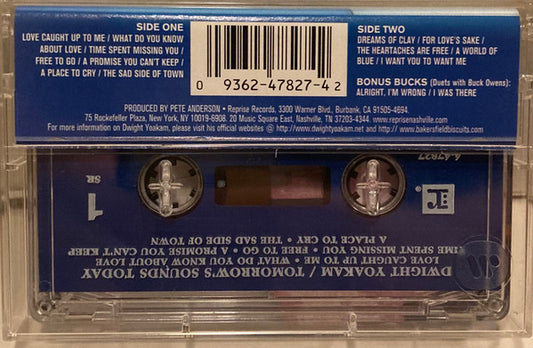 SIDE ONE
LOVE CAUGHT UP TO ME / WHAT DO YOU KNOW
ABOUT LOVE / TIME SPENT MISSING YOU /
FREE TO GO / A PROMISE YOU CAN'T KEEP /
A PLACE TO CRY / THE SAD SIDE OF TOWN
0 9362-47827-4 2
SIDE TWO
DREAMS OF CLAY / FOR LOVE'S SAKE /
THE HEARTACHES ARE FREE / A WORLD OF
BLUE / I WANT YOU TO WANT ME
BONUS BUCKS (Duets with Buck Owens):
ALRIGHT, I'M WRONG / I WAS THERE
PRODUCED BY PETE ANDERSON • Reprise Records, 3300 Warner Blvd., Burbank, CA 91505-4694.
75 Rockefeller Plaza, New York, NY 10019-6908. 20 Music Square East, Nashville, TN 37203-4344. www.reprisenashville.com
For more information on Dwight Yoakam, please visit his official websites @ http://www.dwightyoakam.net, http://www.bakersfieldbiscuits.com
DWIGHT YOAKAM / TOMORROW'S SOUNDS TODAY
LOVE CAUGHT UP TO ME • WHAT DO YOU KNOW ABOUT LOVE
TIME SPENT MISSING YOU • FREE TO GO • A PROMISE YOU CAN'T KEEP
A PLACE TO CRY • THE SAD SIDE OF TOWN
1
SR
4-47827